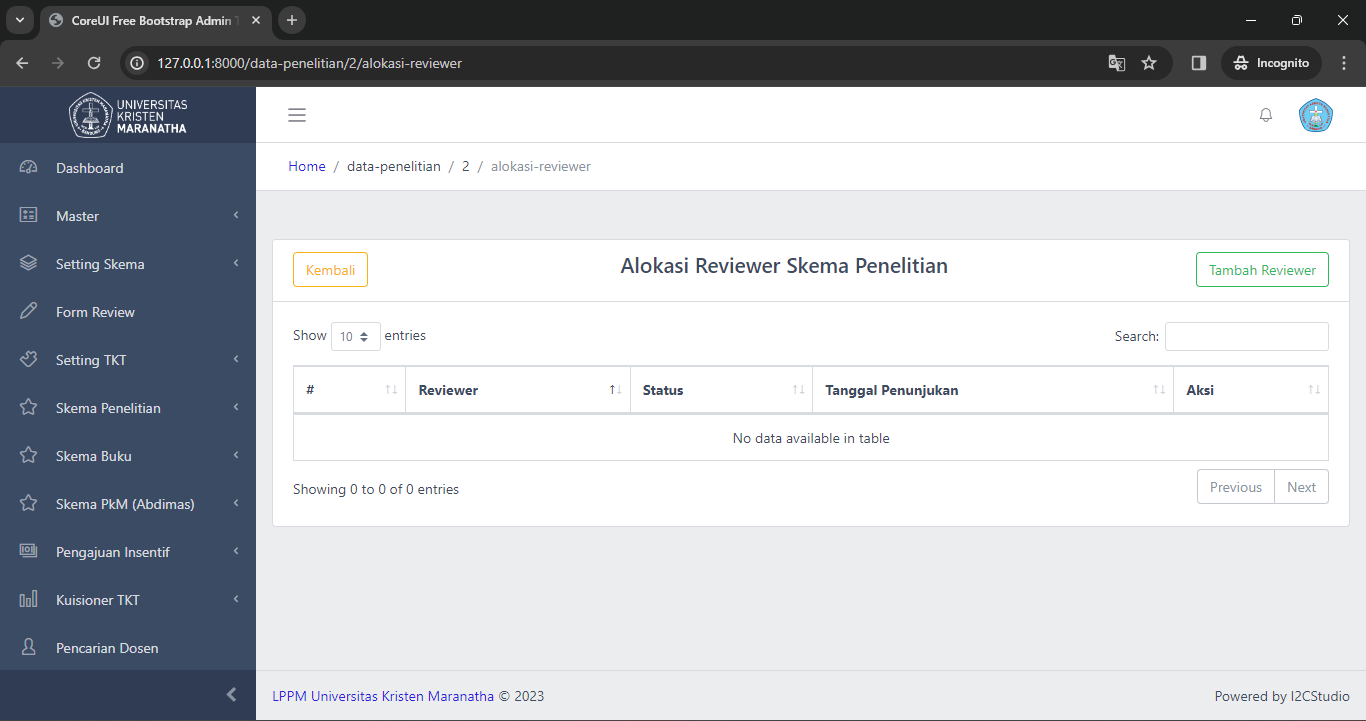 CoreUI Free Bootstrap Admin
127.0.0.1:8000/data-penelitian/2/alokasi-reviewer
Incognito
UNIVERSITAS
KRISTEN
MARANATHA
Home / data-penelitian / 2 / alokasi-reviewer
Dashboard
Master
Setting Skema
Form Review
Setting TKT
Skema Penelitian
Skema Buku
Skema PkM (Abdimas)
Pengajuan Insentif
Kuisioner TKT
Pencarian Dosen
Kembali
Alokasi Reviewer Skema Penelitian
Tambah Reviewer
Show 10 entries
Search:
# Reviewer Status Tanggal Penunjukan Aksi
No data available in table
Showing 0 to 0 of 0 entries
Previous Next
LPPM Universitas Kristen Maranatha © 2023
Powered by I2CStudio